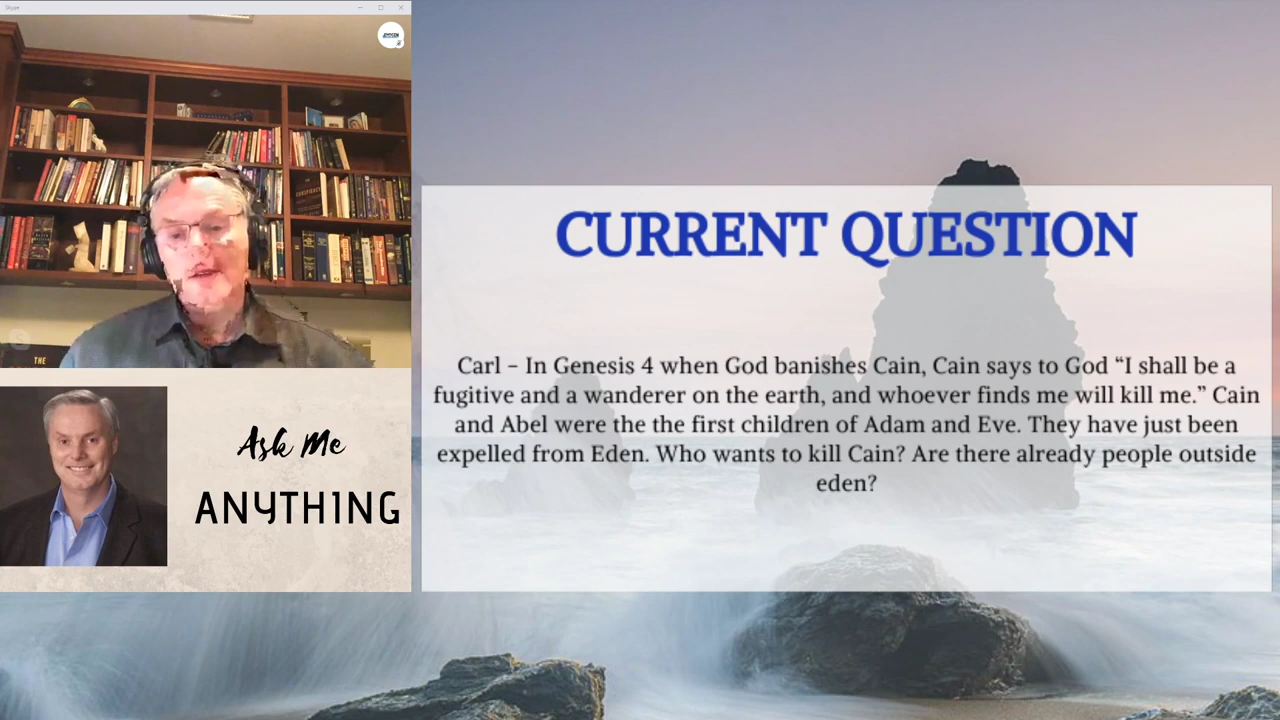 Skype
Ask Me
ANYTHING
THE
CONSPIRACY
CURRENT QUESTION
Carl – In Genesis 4 when God banishes Cain, Cain says to God “I shall be a
fugitive and a wanderer on the earth, and whoever finds me will kill me.” Cain
and Abel were the the first children of Adam and Eve. They have just been
expelled from Eden. Who wants to kill Cain? Are there already people outside
eden?